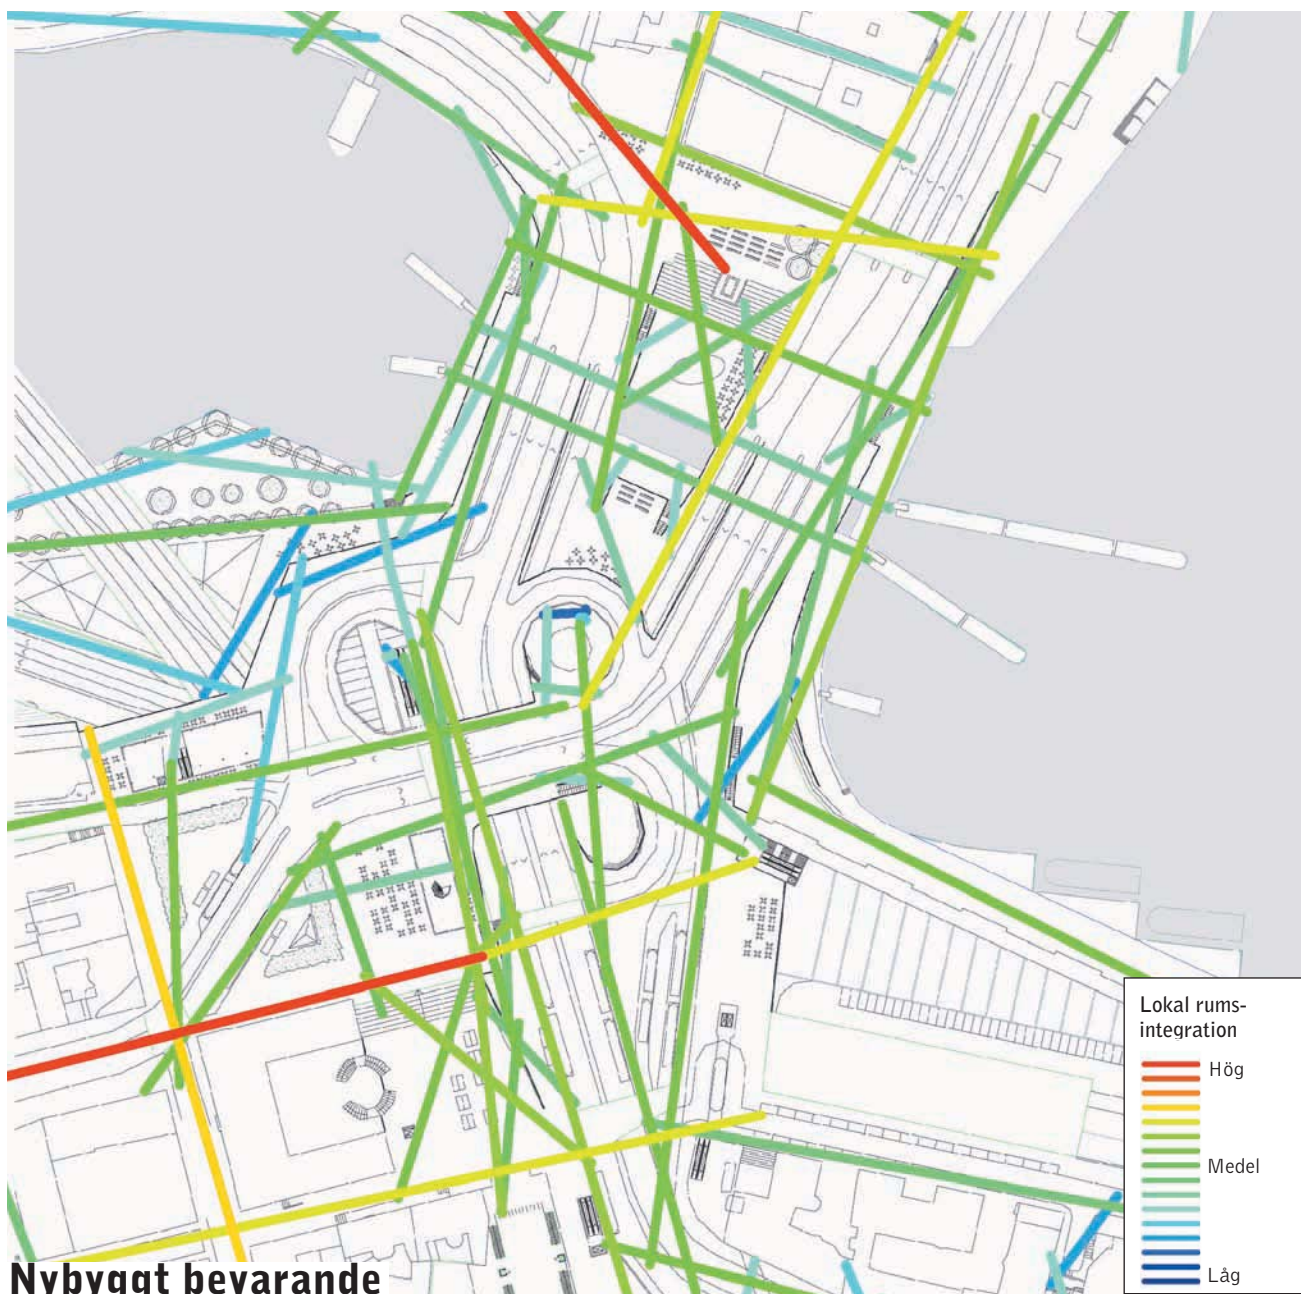 Lokal rums-
integration
Hög
Medel
Låg
Nybyggt bevarande